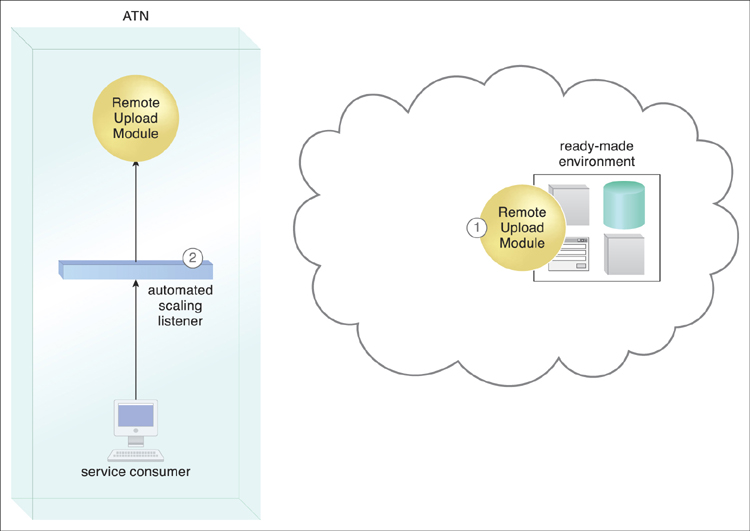 ATN
Remote
Upload
Module
2
automated
scaling
listener
service consumer
ready-made
environment
1
Remote
Upload
Module